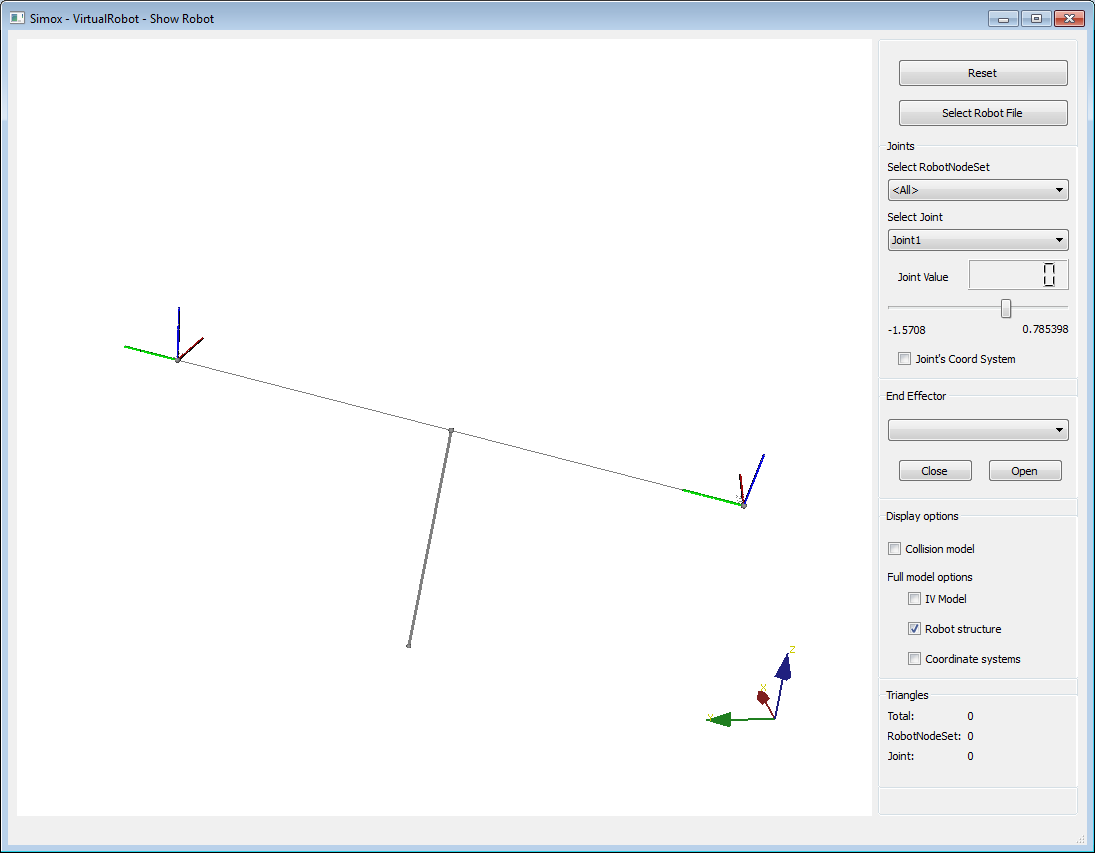 Simox - VirtualRobot - Show Robot
Reset
Select Robot File
Joints
Select RobotNodeSet
<All>
Select Joint
Joint1
Joint Value 0
-1.5708 0.785398
Joint's Coord System
End Effector
Close Open
Display options
Collision model
Full model options
IV Model
Robot structure
Coordinate systems
Triangles
Total: 0
RobotNodeSet: 0
Joint: 0
Z
X
Y